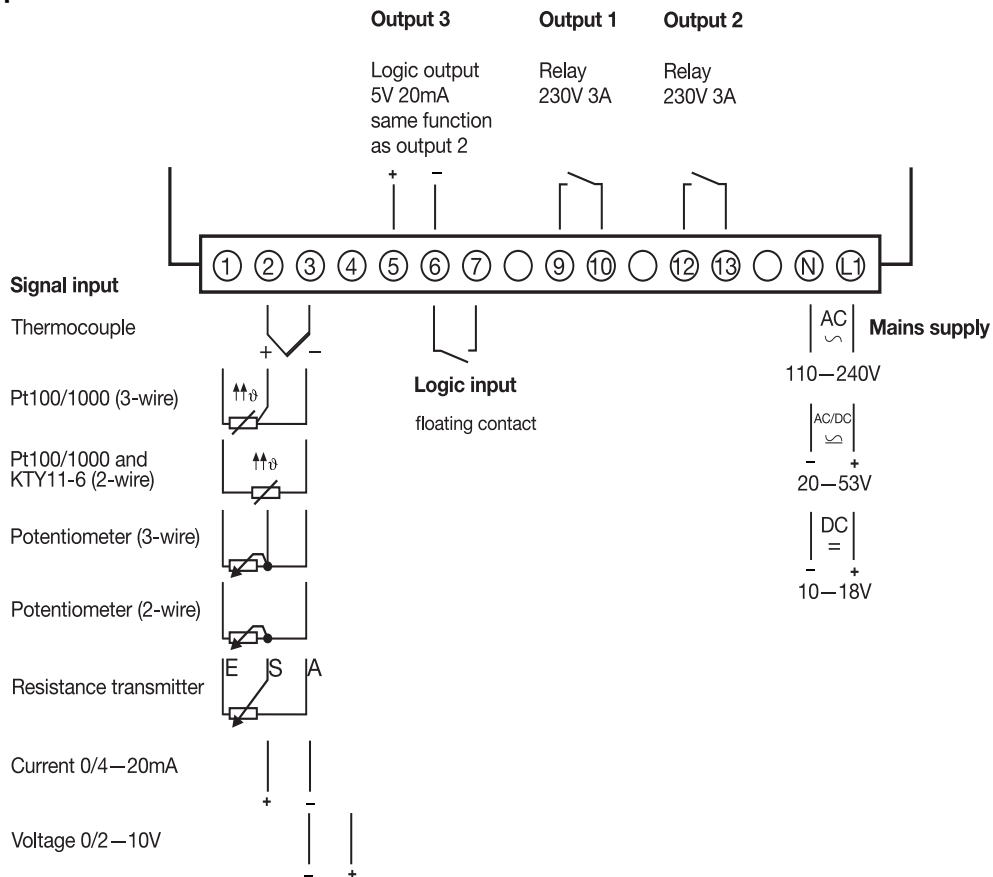 Output 3 Output 1 Output 2
Logic output
5V 20mA
same function
as output 2
Relay
230V 3A
Relay
230V 3A
+ −
1 2 3 4 5 6 7 9 10 12 13 N L1
Signal input
Thermocouple
+ −
Pt100/1000 (3-wire)
ϑ
Pt100/1000 and
KTY11-6 (2-wire)
ϑ
Potentiometer (3-wire)
Potentiometer (2-wire)
Resistance transmitter
E S A
Current 0/4—20mA
+ −
Voltage 0/2—10V
− +
Logic input
floating contact
Mains supply
AC
110—240V
AC/DC
− +
20—53V
DC
=
− +
10—18V